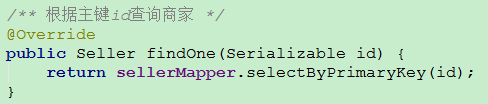 /** 根据主键id查询商家 */
@Override
public Seller findOne(Serializable id) {
    return sellerMapper.selectByPrimaryKey(id);
}